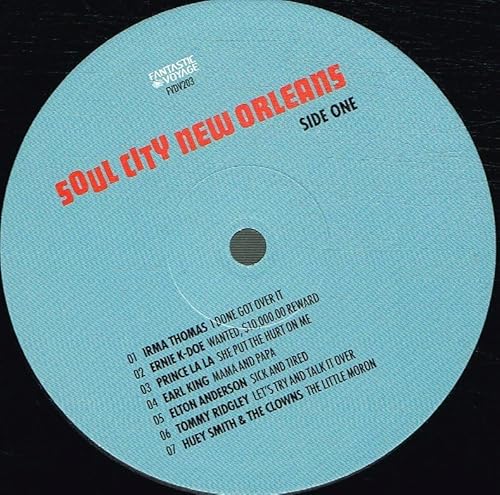 FANTASTIC
VOYAGE
FVDV203
SOUL CITY NEW ORLEANS
SIDE ONE
01 IRMA THOMAS I DONE GOT OVER IT
02 ERNIE K-DOE WANTED, $10,000.00 REWARD
03 PRINCE LA LA SHE PUT THE HURT ON ME
04 EARL KING MAMA AND PAPA
05 ELTON ANDERSON SICK AND TIRED
06 TOMMY RIDGLEY LET'S TRY AND TALK IT OVER
07 HUEY SMITH & THE CLOWNS THE LITTLE MORON